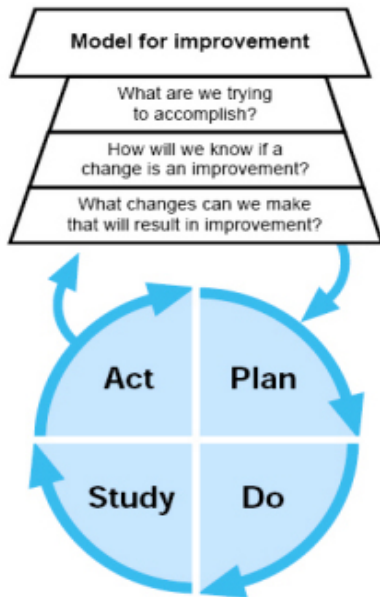 Model for improvement
What are we trying
to accomplish?
How will we know if a
change is an improvement?
What changes can we make
that will result in improvement?
Act
Plan
Study
Do